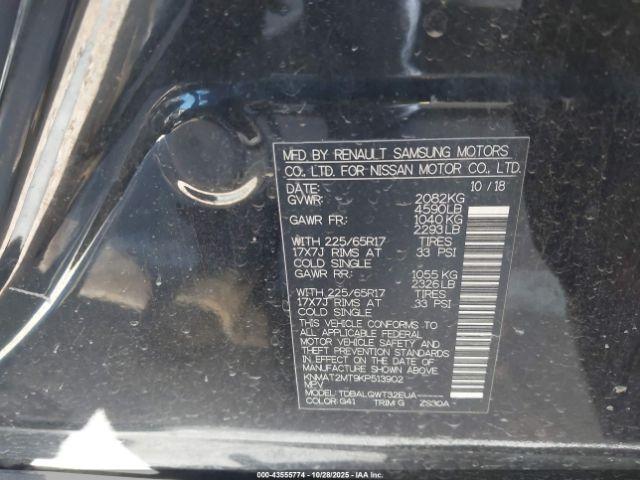 MFD BY RENAULT SAMSUNG MOTORS
CO., LTD. FOR NISSAN MOTOR CO., LTD.
DATE: 10 / 18
GVWR: 2082KG
4590LB
GAWR FR: 1040 KG
2293 LB
WITH 225/65R17 TIRES
17X7J RIMS AT 33 PSI
COLD SINGLE
GAWR RR: 1055 KG
2326 LB
WITH 225/65R17 TIRES
17X7J RIMS AT 33 PSI
COLD SINGLE
THIS VEHICLE CONFORMS TO
ALL APPLICABLE FEDERAL
MOTOR VEHICLE SAFETY AND
THEFT PREVENTION STANDARDS
IN EFFECT ON THE DATE OF
MANUFACTURE SHOWN ABOVE.
KNMAT2MT9KP513902
MPV
MODEL: TDBALQWT32EUA-----
COLOR: G41 TRIM G ZS30A-
000-43555774 - 10/28/2025 - IAA Inc.